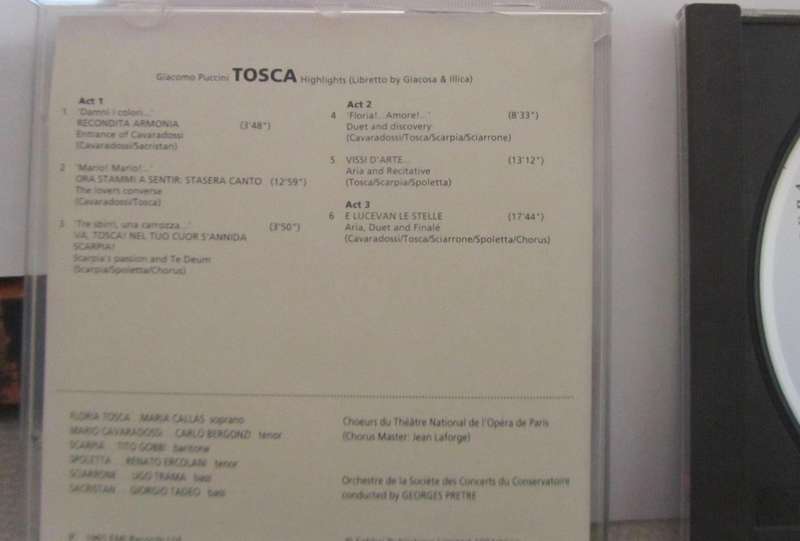 Giacomo Puccini TOSCA Highlights (Libretto by Giacosa & Illica)
Act 1
1 'Damni i colori...'
RECONDITA ARMONIA (3'48")
Entrance of Cavaradossi
(Cavaradossi/Sacristan)
2 'Mario! Mario!...'
ORA STAMMI A SENTIR: STASERA CANTO (12'59")
The lovers converse
(Cavaradossi/Tosca)
3 'Tre sbirri, una carrozza...' (3'50")
VA, TOSCA! NEL TUO CUOR S'ANNIDA
SCARPIA!
Scarpia's passion and Te Deum
(Scarpia/Spoletta/Chorus)
Act 2
4 'Floria!...Amore!...' (8'33")
Duet and discovery
(Cavaradossi/Tosca/Scarpia/Sciarrone)
5 VISSI D'ARTE... (13'12")
Aria and Recitative
(Tosca/Scarpia/Spoletta)
Act 3
6 E LUCEVAN LE STELLE (17'44")
Aria, Duet and Finale
(Cavaradossi/Tosca/Sciarrone/Spoletta/Chorus)
FLORIA TOSCA . MARIA CALLAS soprano
MARIO CAVARADOSSI . CARLO BERGONZI tenor
SCARPIA . TITO GOBBI baritone
SPOLETTA . RENATO ERCOLANI tenor
SCIARRONE . UGO TRAMA bass
SACRISTAN . GIORGIO TADEO bass
Choeurs du Théâtre National de l'Opéra de Paris
(Chorus Master: Jean Laforge)
Orchestre de la Société des Concerts du Conservatoire
conducted by GEORGES PRETRE